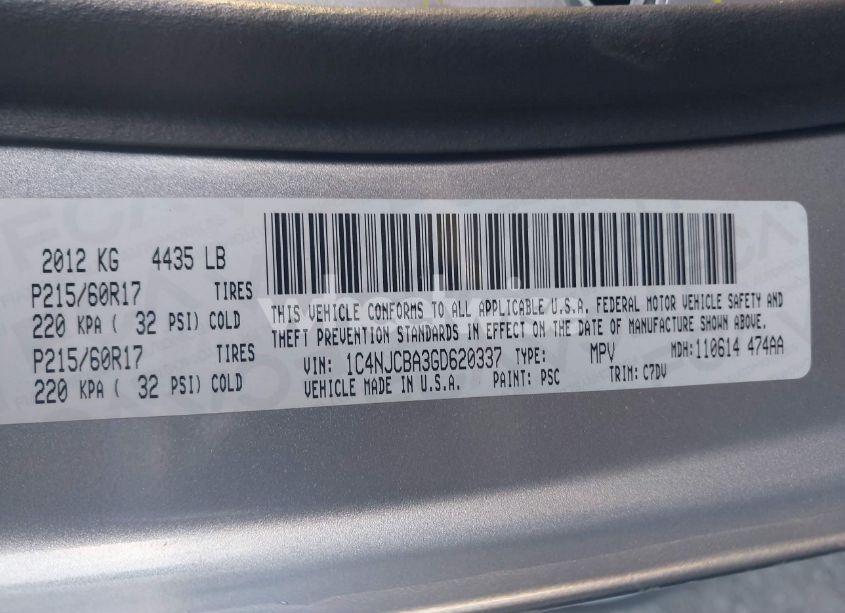 2012 KG 4435 LB
P215/60R17 TIRES
220 KPA ( 32 PSI) COLD
P215/60R17 TIRES
220 KPA ( 32 PSI) COLD
THIS VEHICLE CONFORMS TO ALL APPLICABLE U.S.A. FEDERAL MOTOR VEHICLE SAFETY AND
THEFT PREVENTION STANDARDS IN EFFECT ON THE DATE OF MANUFACTURE SHOWN ABOVE.
VIN: 1C4NJCBA3GD620337 TYPE: MPV MDH:110614 474AA
VEHICLE MADE IN U.S.A. PAINT: PSC TRIM: C7DV